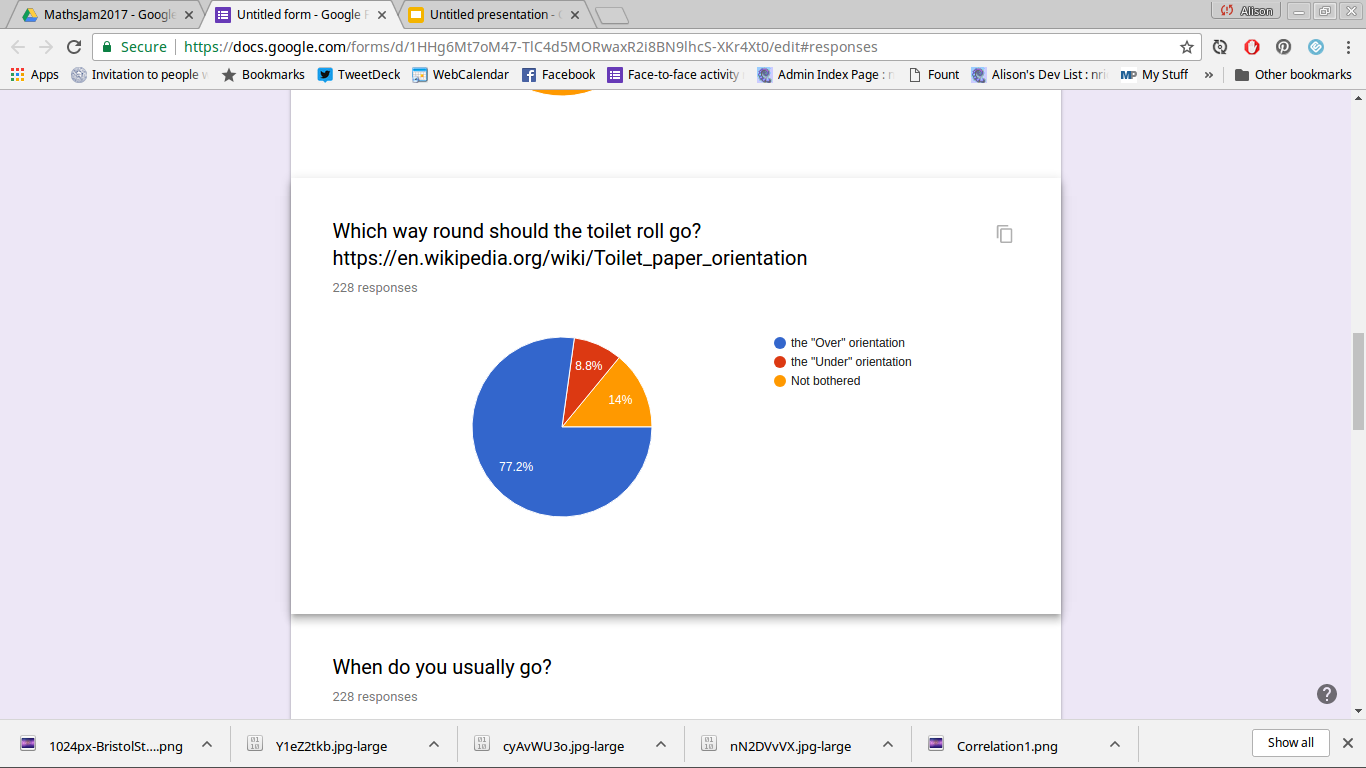 MathsJam2017 - Google
Untitled form - Google F
Untitled presentation -
Alison
Secure
https://docs.google.com/forms/d/1HHg6Mt7oM47-TlC4d5MORwaxR2i8BN9lhcS-XKr4Xt0/edit#responses
Apps
Invitation to people
Bookmarks
TweetDeck
WebCalendar
Facebook
Face-to-face activity
Admin Index Page :
Fount
Alison's Dev List : nri
MP My Stuff
»
Other bookmarks
Which way round should the toilet roll go?
https://en.wikipedia.org/wiki/Toilet_paper_orientation
228 responses
the "Over" orientation
the "Under" orientation
Not bothered
8.8%
14%
77.2%
When do you usually go?
228 responses
1024px-BristolSt....png
Y1eZ2tkb.jpg-large
cyAvWU3o.jpg-large
nN2DVvVX.jpg-large
Correlation1.png
Show all